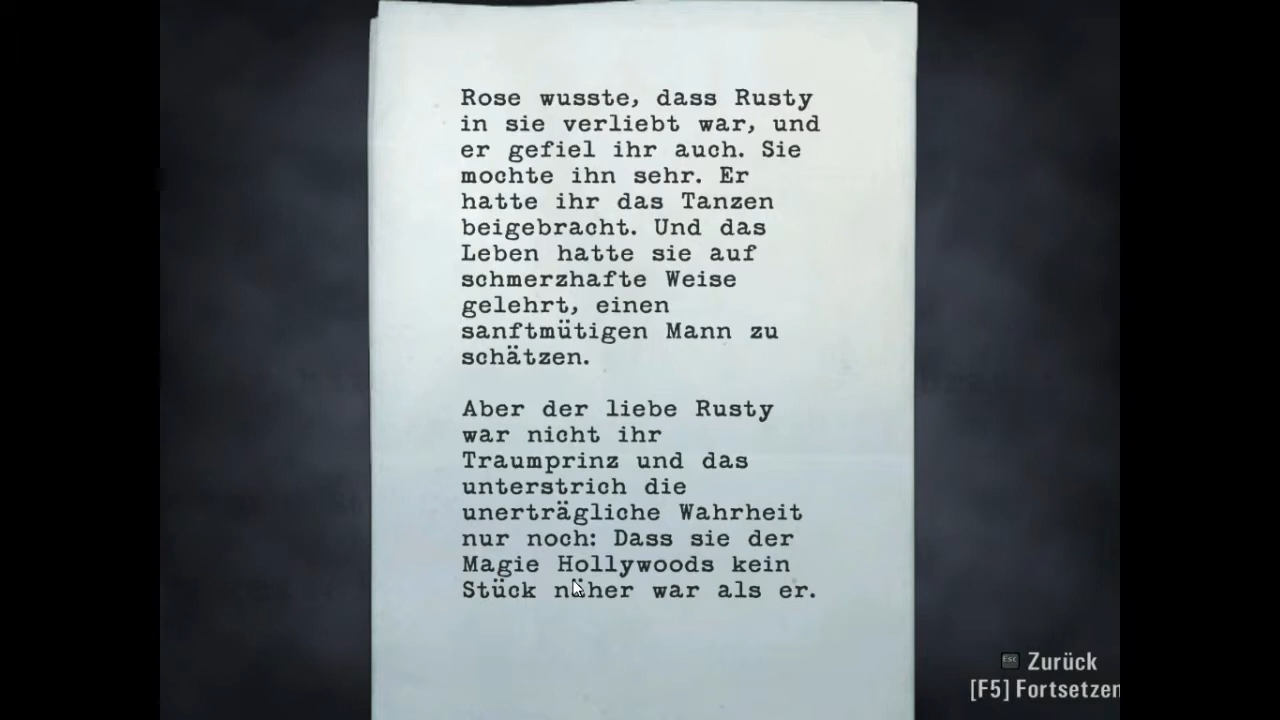 Rose wusste, dass Rusty
in sie verliebt war, und
er gefiel ihr auch. Sie
mochte ihn sehr. Er
hatte ihr das Tanzen
beigebracht. Und das
Leben hatte sie auf
schmerzhafte Weise
gelehrt, einen
sanftmütigen Mann zu
schätzen.
Aber der liebe Rusty
war nicht ihr
Traumprinz und das
unterstrich die
unerträgliche Wahrheit
nur noch: Dass sie der
Magie Hollywoods kein
Stück näher war als er.
Esc Zurück
[F5] Fortsetzen